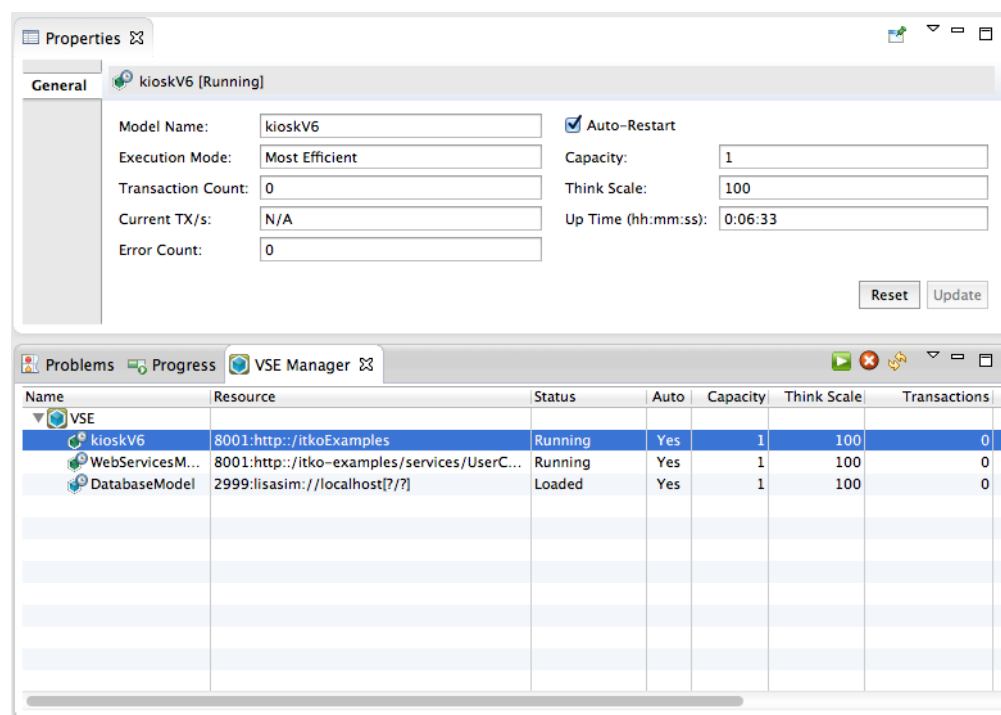 Properties
General
kioskV6 [Running]
Model Name: kioskV6 Auto-Restart
Execution Mode: Most Efficient Capacity: 1
Transaction Count: 0 Think Scale: 100
Current TX/s: N/A Up Time (hh:mm:ss): 0:06:33
Error Count: 0
Reset Update
Problems Progress VSE Manager
Name Resource Status Auto Capacity Think Scale Transactions
VSE
kioskV6 8001:http::/itkoExamples Running Yes 1 100 0
WebServicesM... 8001:http::/itko-examples/services/UserC... Running Yes 1 100 0
DatabaseModel 2999:lisasim://localhost[?/?] Loaded Yes 1 100 0